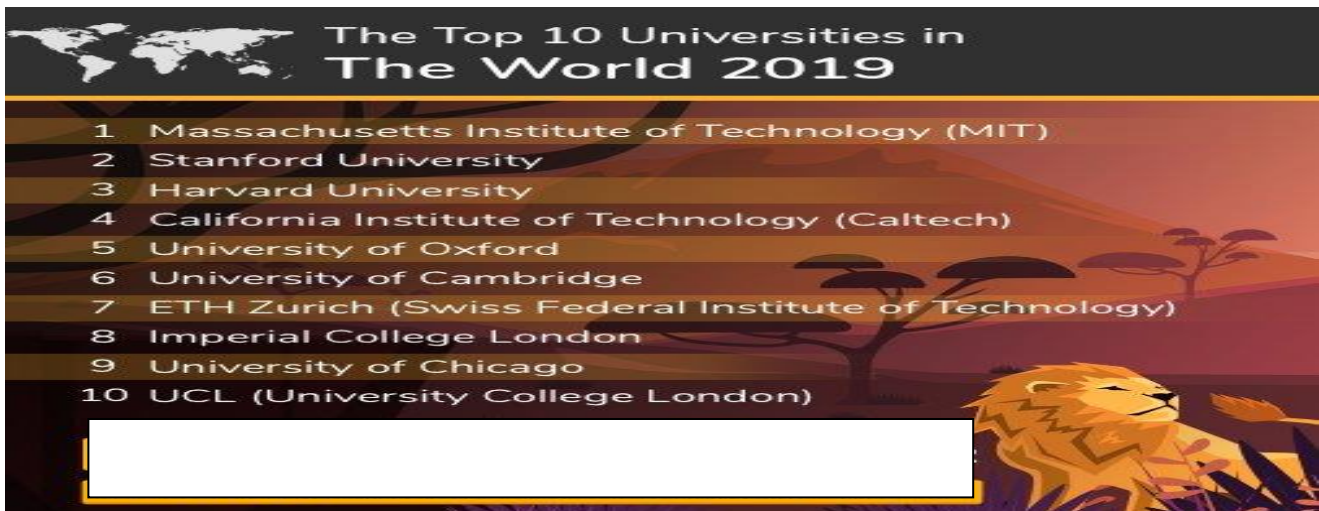 The Top 10 Universities in
The World 2019
1 Massachusetts Institute of Technology (MIT)
2 Stanford University
3 Harvard University
4 California Institute of Technology (Caltech)
5 University of Oxford
6 University of Cambridge
7 ETH Zurich (Swiss Federal Institute of Technology)
8 Imperial College London
9 University of Chicago
10 UCL (University College London)